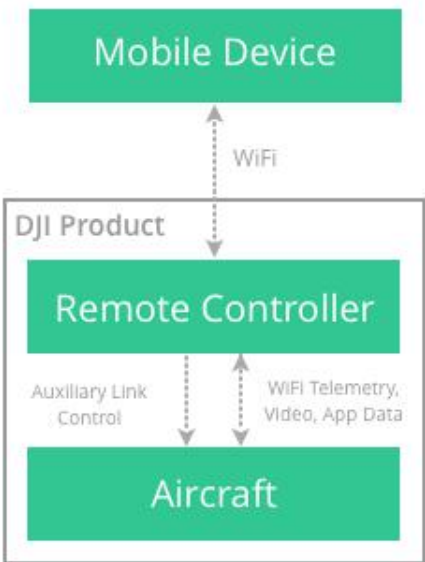 Mobile Device
WiFi
DJI Product
Remote Controller
Auxiliary Link
Control
WiFi Telemetry,
Video, App Data
Aircraft